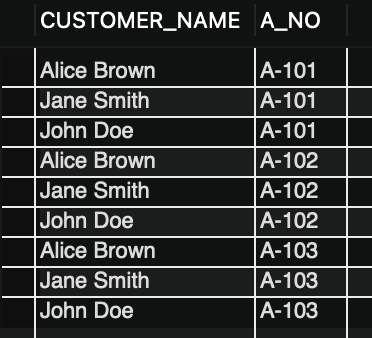 CUSTOMER_NAME A_NO
Alice Brown A-101
Jane Smith A-101
John Doe A-101
Alice Brown A-102
Jane Smith A-102
John Doe A-102
Alice Brown A-103
Jane Smith A-103
John Doe A-103